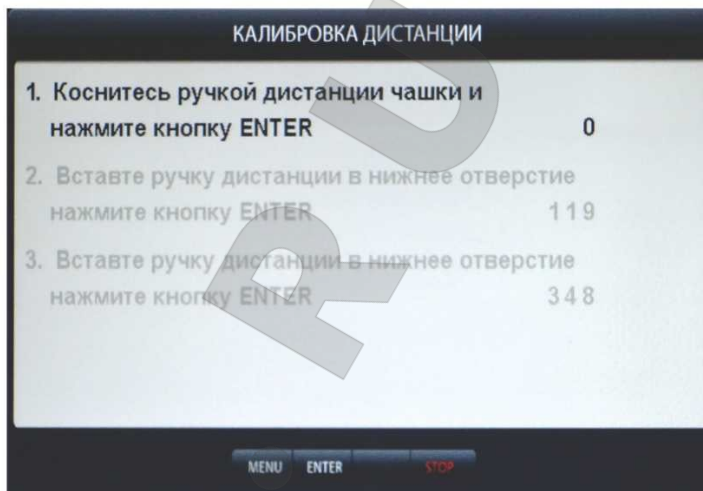 КАЛИБРОВКА ДИСТАНЦИИ
1. Коснитесь ручкой дистанции чашки и
нажмите кнопку ENTER 0
2. Вставте ручку дистанции в нижнее отверстие
нажмите кнопку ENTER 119
3. Вставте ручку дистанции в нижнее отверстие
нажмите кнопку ENTER 348
MENU ENTER STOP
R U